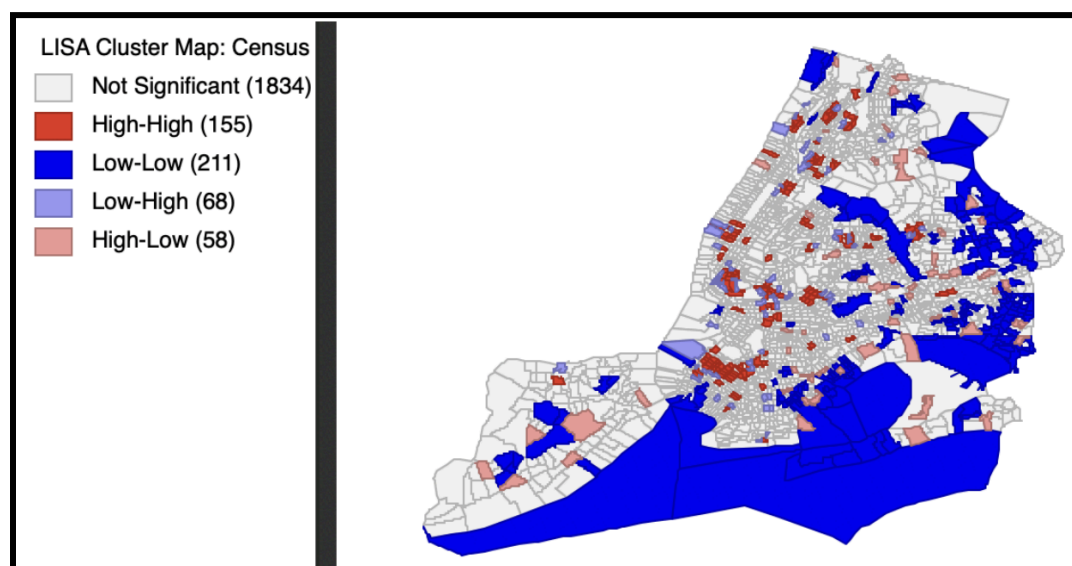 LISA Cluster Map: Census
Not Significant (1834)
High-High (155)
Low-Low (211)
Low-High (68)
High-Low (58)